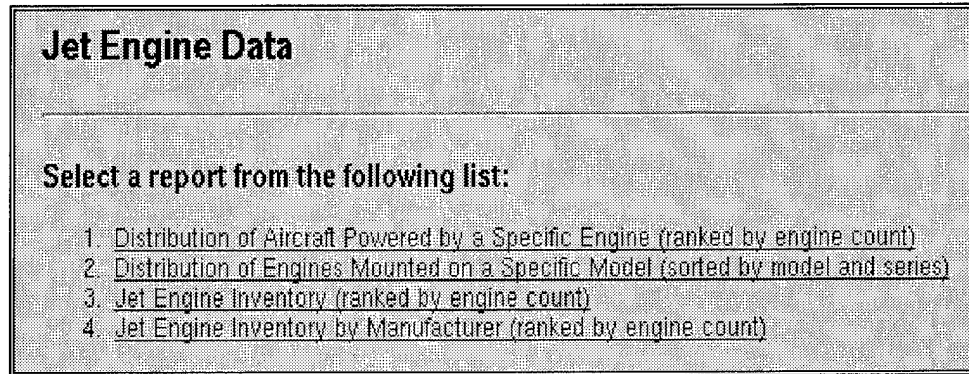 Jet Engine Data
Select a report from the following list:
1. Distribution of Aircraft Powered by a Specific Engine (ranked by engine count)
2. Distribution of Engines Mounted on a Specific Model (sorted by model and series)
3. Jet Engine Inventory (ranked by engine count)
4. Jet Engine Inventory by Manufacturer (ranked by engine count)